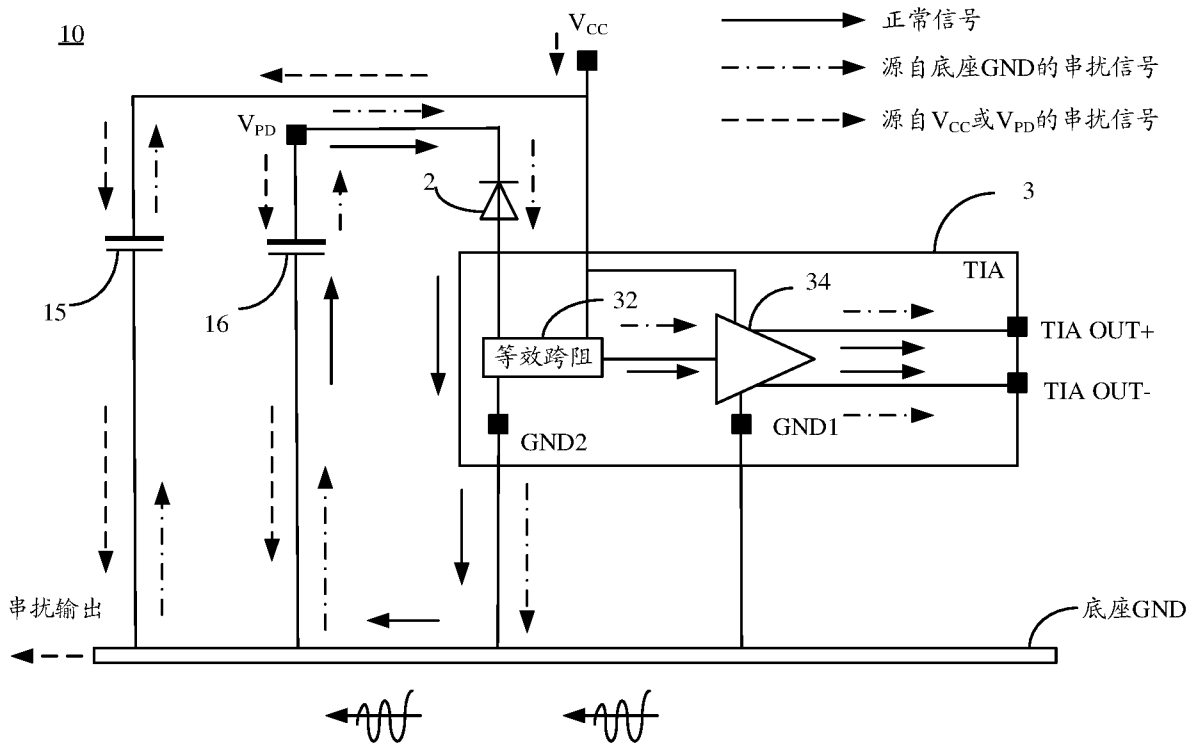 10
V_CC
正常信号
源自底座GND的串扰信号
源自V_CC或V_PD的串扰信号
V_PD
2
3
TIA
15
16
32
34
等效跨阻
TIA OUT+
TIA OUT-
GND2
GND1
串扰输出
底座GND